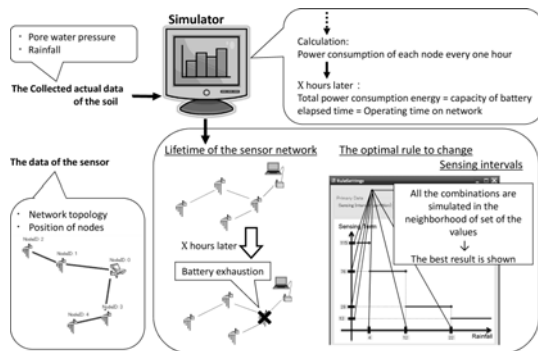 Simulator
・ Pore water pressure
・ Rainfall
The Collected actual data
of the soil
Calculation:
Power consumption of each node every one hour
X hours later :
Total power consumption energy = capacity of battery
elapsed time = Operating time on network
The data of the sensor
・ Network topology
・ Position of nodes
NodeID: 2
NodeID: 1
NodeID: 0
NodeID: 3
NodeID: 4
Lifetime of the sensor network
X hours later
Battery exhaustion
The optimal rule to change
Sensing intervals
Primary Data
All the combinations are
simulated in the
neighborhood of set of the
values
↓
The best result is shown
Sensing Term
Rainfall